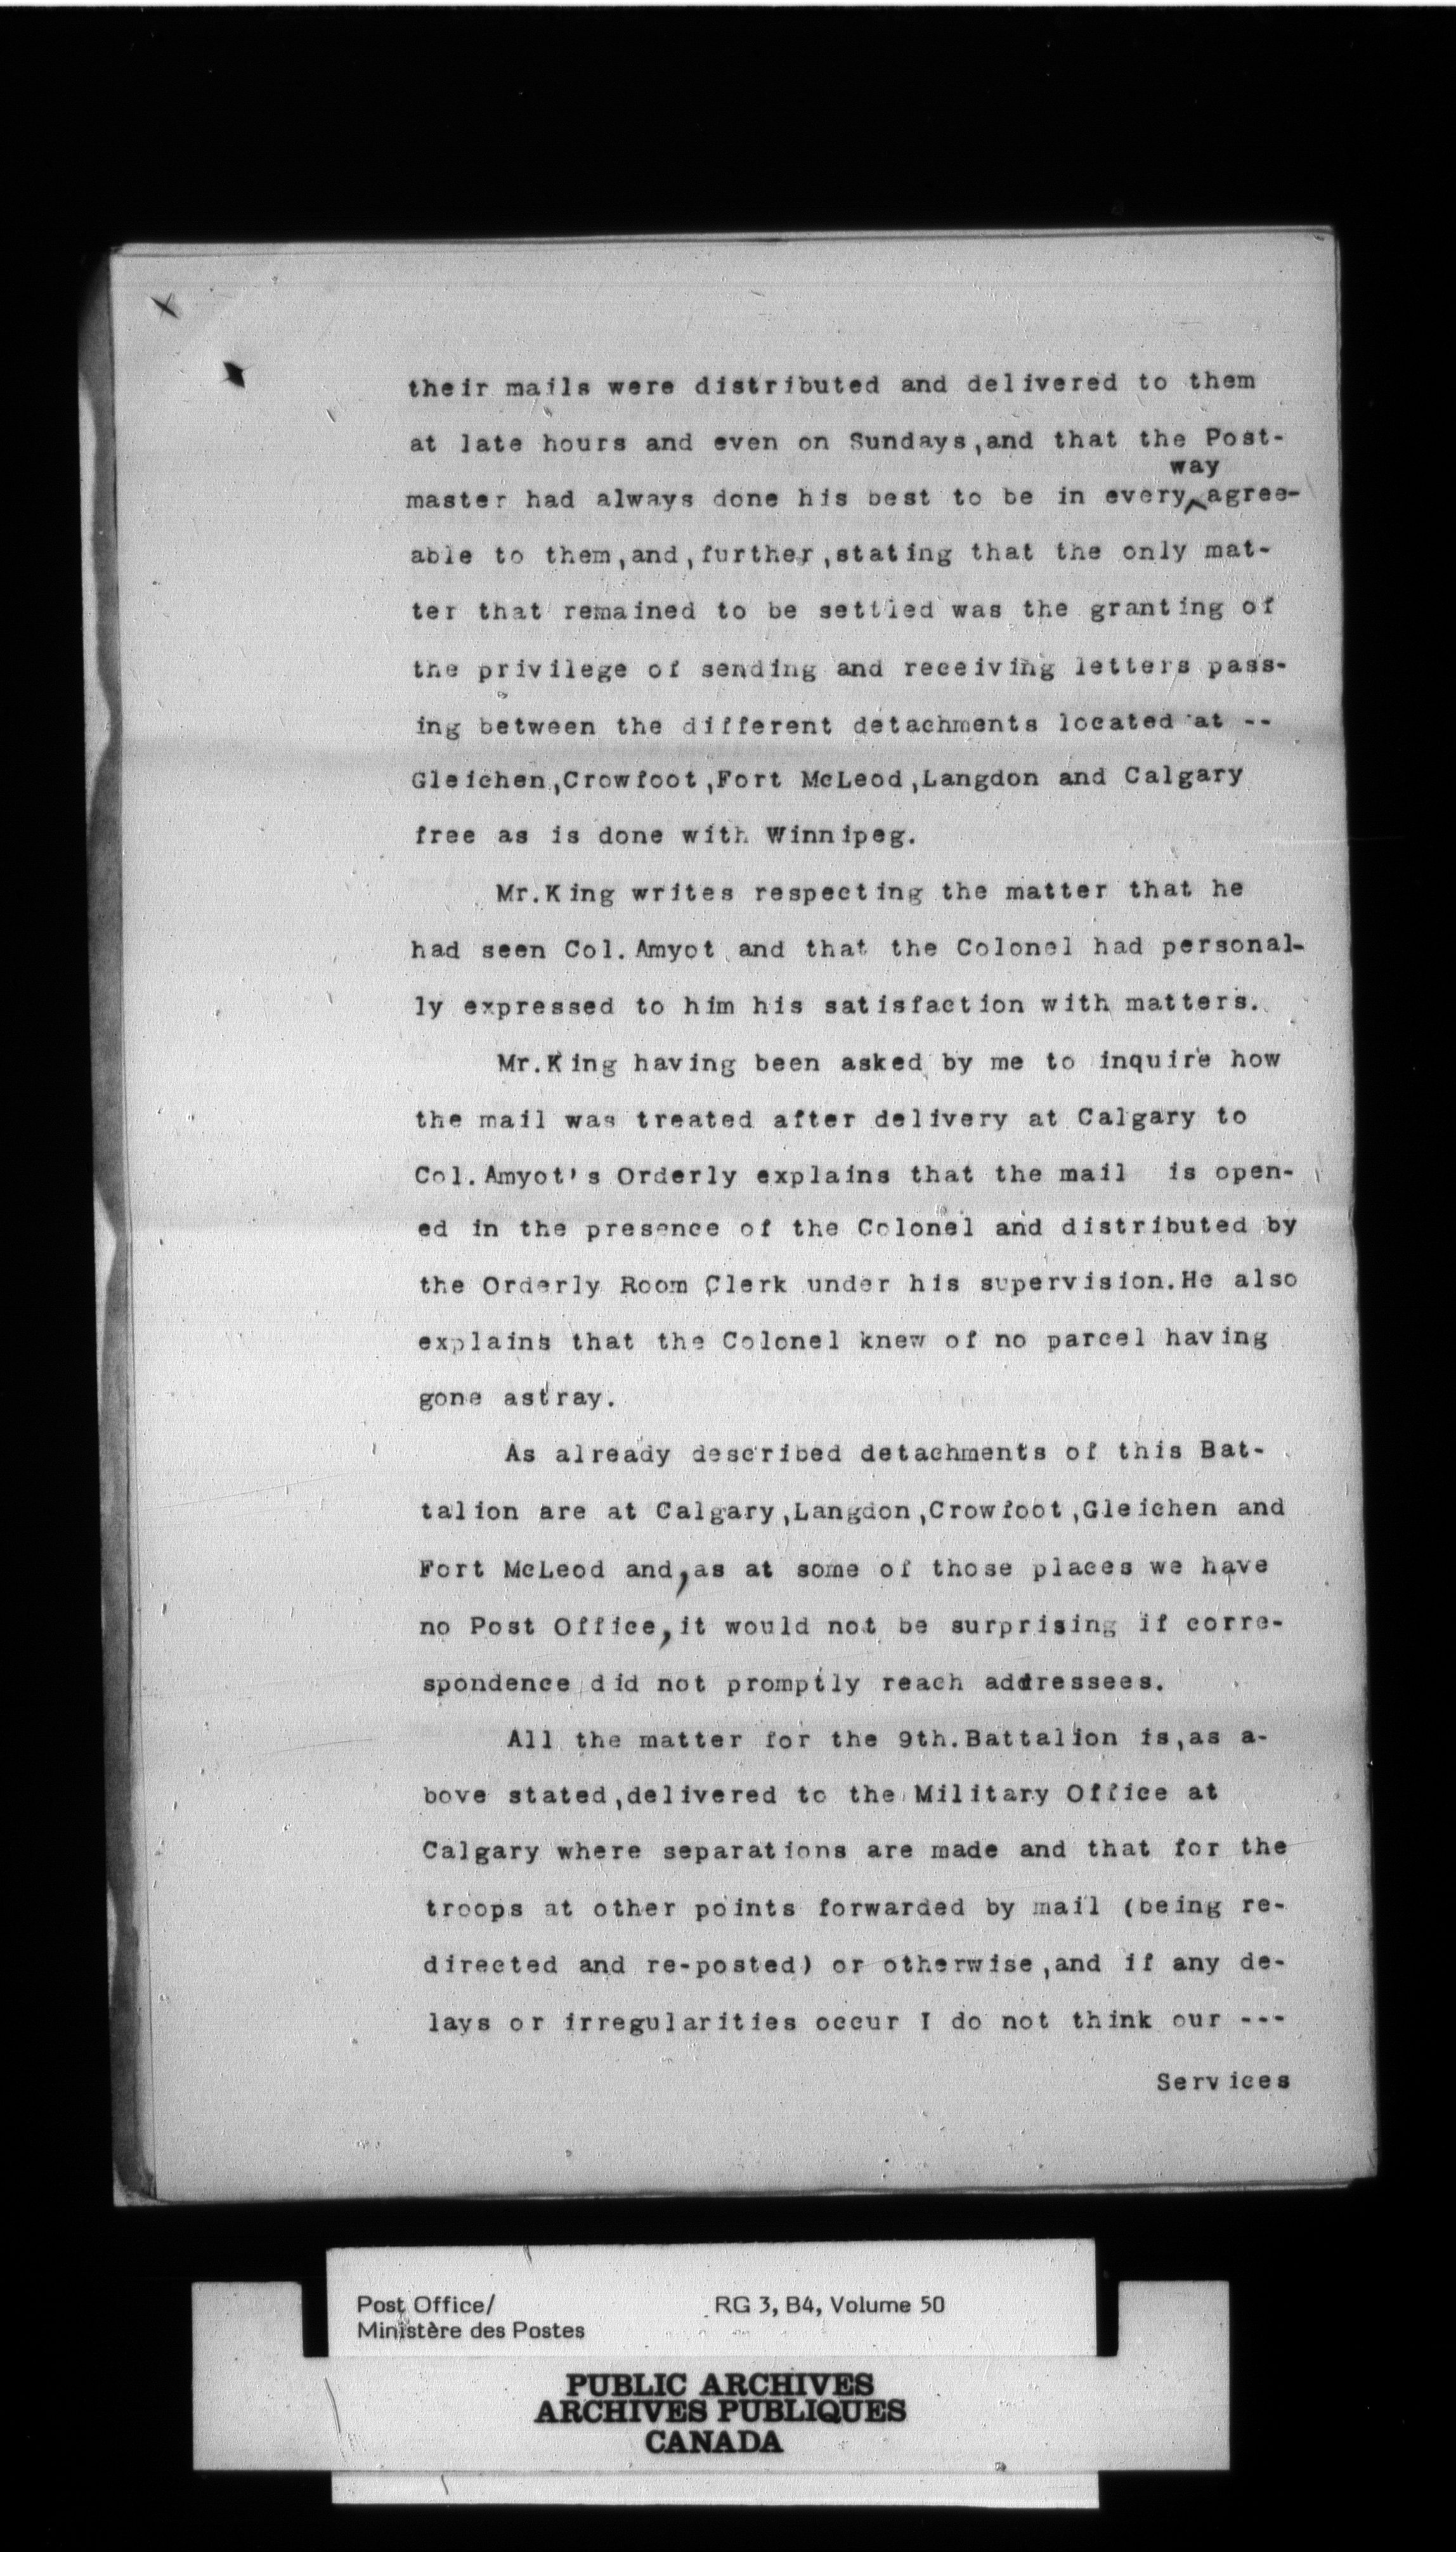 their mails were distributed and delivered to them
at late hours and even on Sundays,and that the Post-
way
master had always done his best to be in every^agree-
able to them,and,further,stating that the only mat-
ter that remained to be settled was the granting of
the privilege of sending and receiving letters pass-
ing between the different detachments located at --
Gleichen,Crowfoot,Fort McLeod,Langdon and Calgary
free as is done with Winnipeg.
Mr.King writes respecting the matter that he
had seen Col.Amyot and that the Colonel had personal-
ly expressed to him his satisfaction with matters.
Mr.King having been asked by me to inquire how
the mail was treated after delivery at Calgary to
Col.Amyot's Orderly explains that the mail is open-
ed in the presence of the Colonel and distributed by
the Orderly Room Clerk under his supervision.He also
explains that the Colonel knew of no parcel having
gone astray.
As already described detachments of this Bat-
talion are at Calgary,Langdon,Crowfoot,Gleichen and
Fort McLeod and,as at some of those places we have
no Post Office,it would not be surprising if corre-
spondence did not promptly reach addressees.
All the matter for the 9th.Battalion is,as a-
bove stated,delivered to the Military Office at
Calgary where separations are made and that for the
troops at other points forwarded by mail (being re-
directed and re-posted) or otherwise,and if any de-
lays or irregularities occur I do not think our ---
Services
Post Office/ RG 3, B4, Volume 50
Ministère des Postes
PUBLIC ARCHIVES
ARCHIVES PUBLIQUES
CANADA